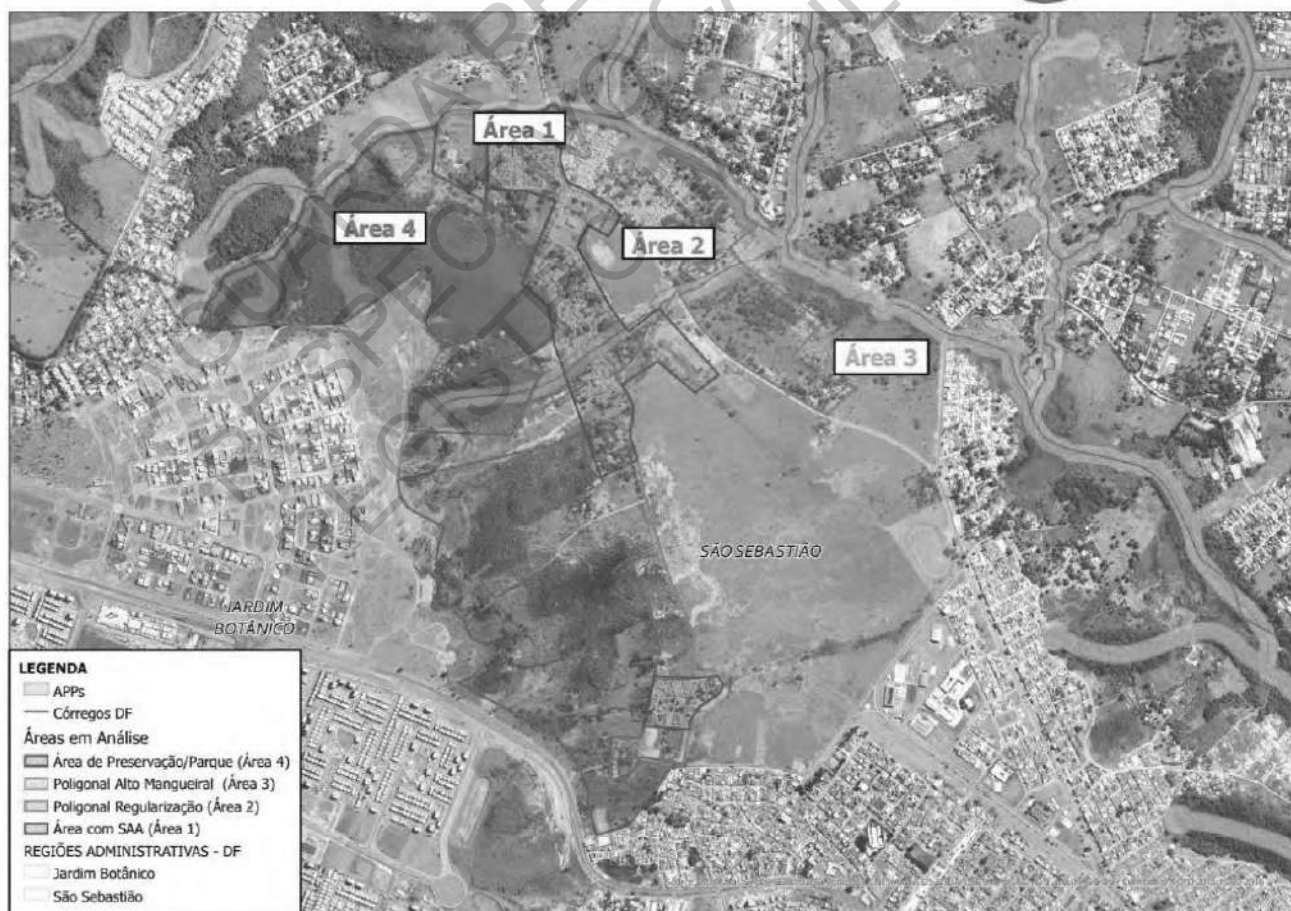 Área 1
Área 4
Área 2
Área 3
SÃO SEBASTIÃO
JARDIM
BOTÂNICO
LEGENDA
APPs
Córregos DF
Áreas em Análise
Área de Preservação/Parque (Área 4)
Poligonal Alto Mangueiral (Área 3)
Poligonal Regularização (Área 2)
Área com SAA (Área 1)
REGIÕES ADMINISTRATIVAS - DF
Jardim Botânico
São Sebastião